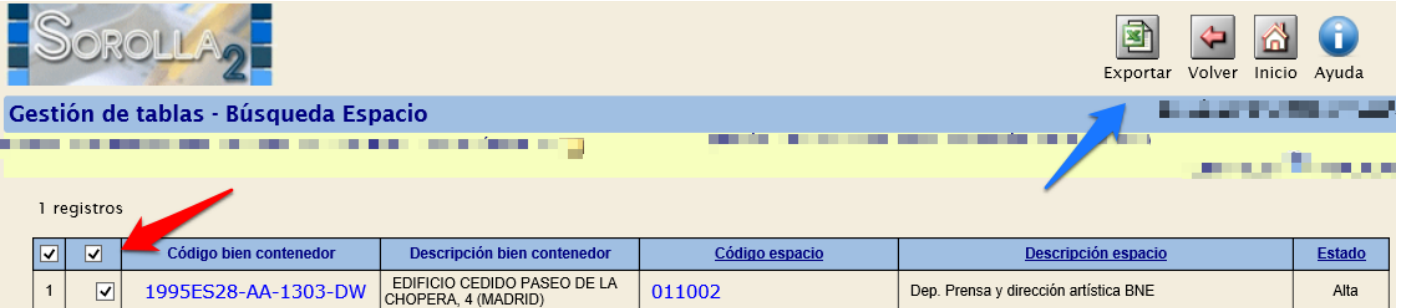 SOROLLA2
Exportar Volver Inicio Ayuda
Gestión de tablas - Búsqueda Espacio
1 registros
Código bien contenedor Descripción bien contenedor Código espacio Descripción espacio Estado
1 1995ES28-AA-1303-DW EDIFICIO CEDIDO PASEO DE LA 011002 Dep. Prensa y dirección artística BNE Alta
CHOPERA, 4 (MADRID)